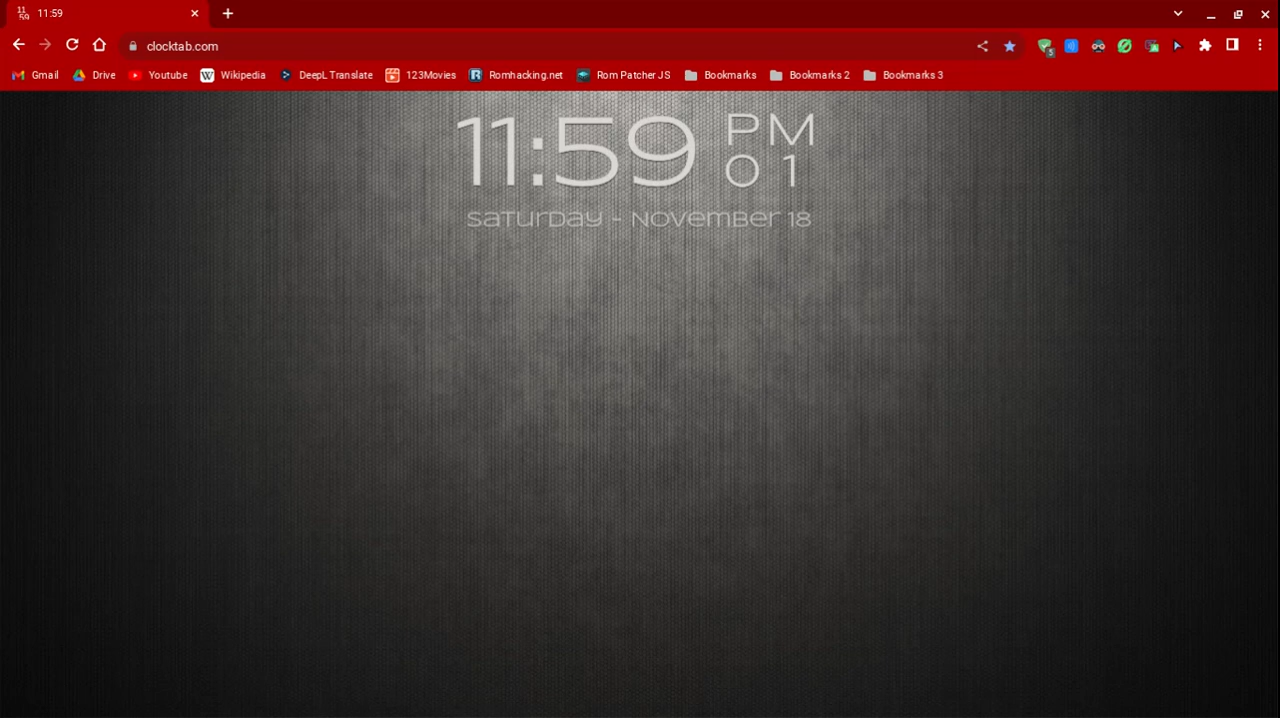 11:59
clocktab.com
5
Gmail Drive Youtube Wikipedia DeepL Translate 123Movies Romhacking.net Rom Patcher JS Bookmarks Bookmarks 2 Bookmarks 3
11:59 PM
01
Saturday - November 18